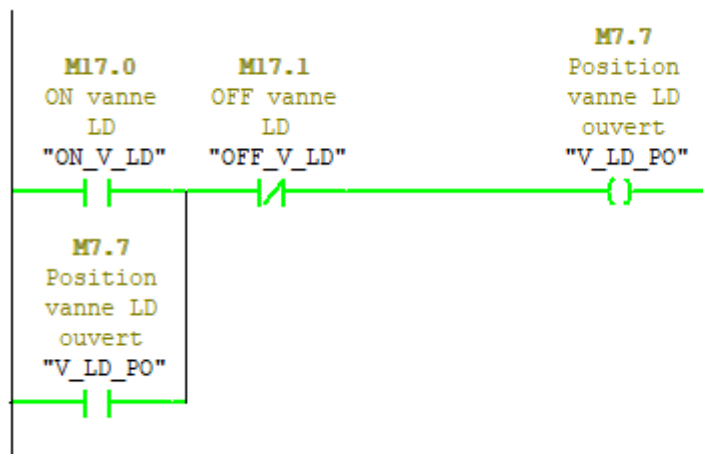 M17.0
ON vanne
LD
"ON_V_LD"
M17.1
OFF vanne
LD
"OFF_V_LD"
M7.7
Position
vanne LD
ouvert
"V_LD_PO"
M7.7
Position
vanne LD
ouvert
"V_LD_PO"